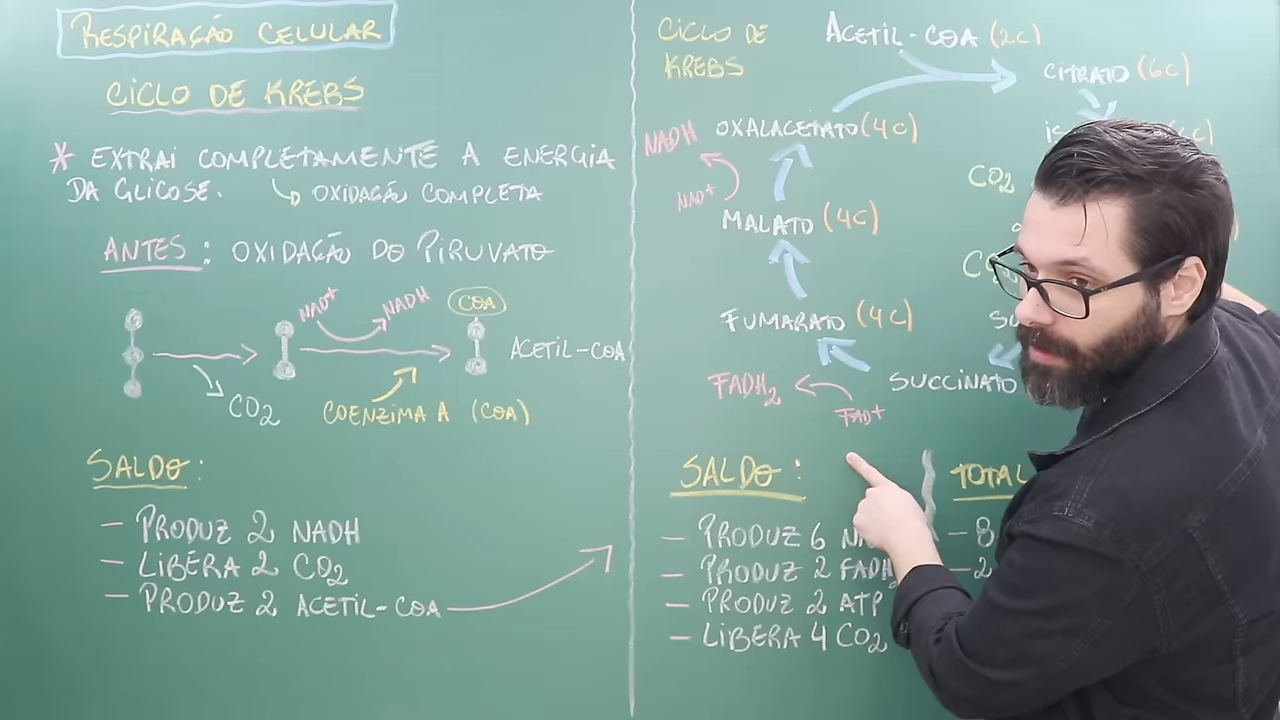 RESPIRAÇÃO CELULAR
CICLO DE KREBS
* EXTRAI COMPLETAMENTE A ENERGIA
DA GLICOSE.
OXIDAÇÃO COMPLETA
ANTES: OXIDAÇÃO DO PIRUVATO
NAD+
NADH
COA
ACETIL-COA
CO2
COENZIMA A (COA)
SALDO:
- PRODUZ 2 NADH
- LIBERA 2 CO2
- PRODUZ 2 ACETIL-COA
CICLO DE
KREBS
ACETIL-COA (2C)
CITRATO (6C)
OXALACETATO (4C)
NADH
NAD+
CO2
MALATO (4C)
FUMARATO (4C)
SUCCINATO
FADH2
FAD+
SALDO:
- PRODUZ 6
- PRODUZ 2 FADH
- PRODUZ 2 ATP
- LIBERA 4 CO2
TOTAL
- 8
- 2